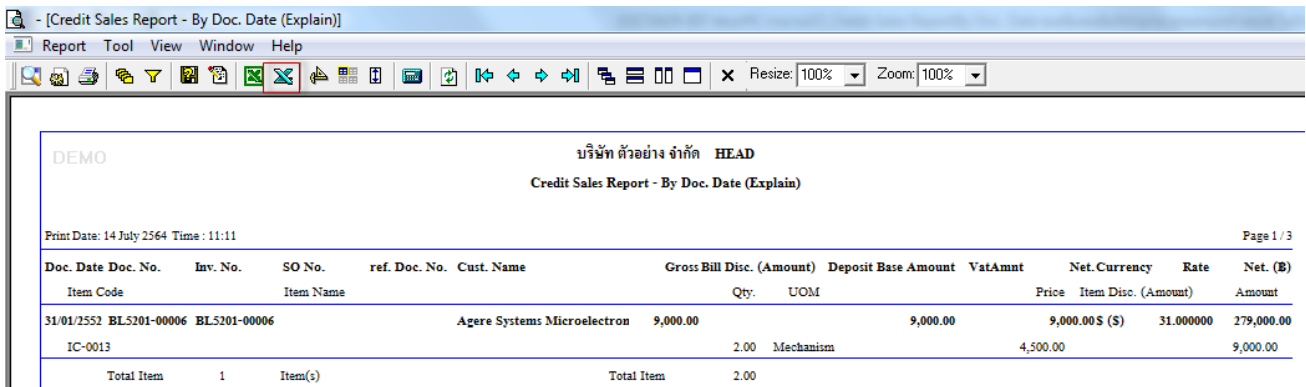 - [Credit Sales Report - By Doc. Date (Explain)]
Report Tool View Window Help
Resize: 100% Zoom: 100%
DEMO
บริษัท ตัวอย่าง จำกัด HEAD
Credit Sales Report - By Doc. Date (Explain)
Print Date: 14 July 2564 Time : 11:11 Page 1 / 3
Doc. Date Doc. No. Inv. No. SO No. ref. Doc. No. Cust. Name Gross Bill Disc. (Amount) Deposit Base Amount VatAmnt Net. Currency Rate Net. (฿)
Item Code Item Name Qty. UOM Price Item Disc. (Amount) Amount
31/01/2552 BL5201-00006 BL5201-00006 Agere Systems Microelectron 9,000.00 9,000.00 9,000.00 $ ($) 31.000000 279,000.00
IC-0013 2.00 Mechanism 4,500.00 9,000.00
Total Item 1 Item(s) Total Item 2.00